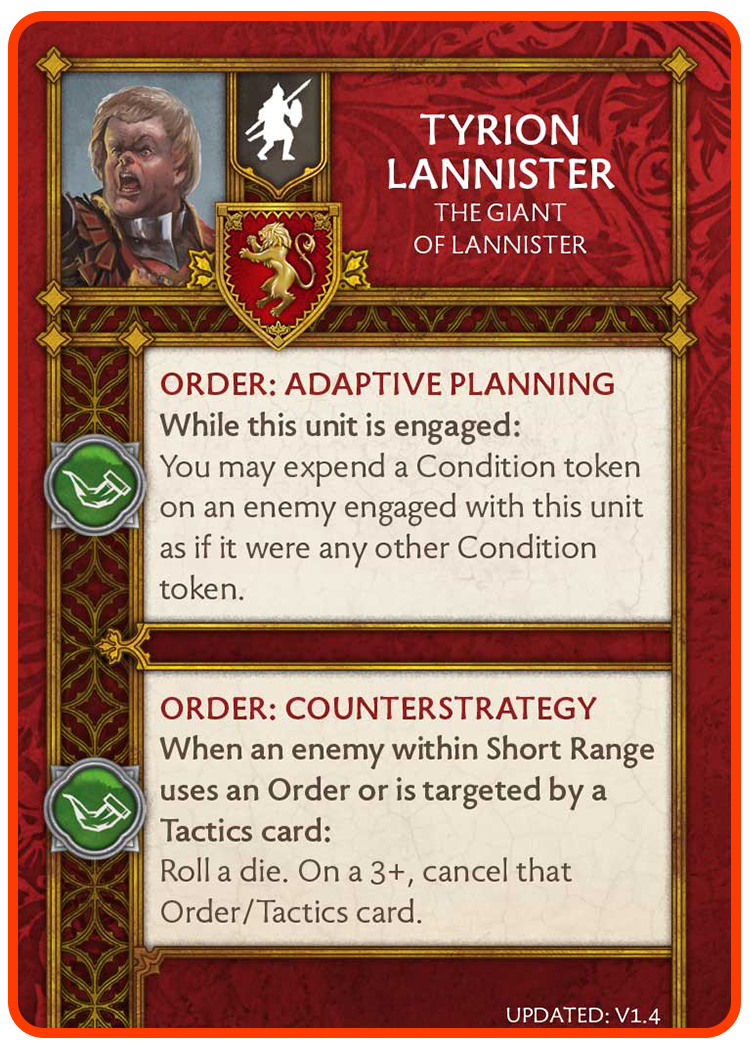 TYRION
LANNISTER
THE GIANT
OF LANNISTER
ORDER: ADAPTIVE PLANNING
While this unit is engaged:
You may expend a Condition token
on an enemy engaged with this unit
as if it were any other Condition
token.
ORDER: COUNTERSTRATEGY
When an enemy within Short Range
uses an Order or is targeted by a
Tactics card:
Roll a die. On a 3+, cancel that
Order/Tactics card.
UPDATED: V1.4